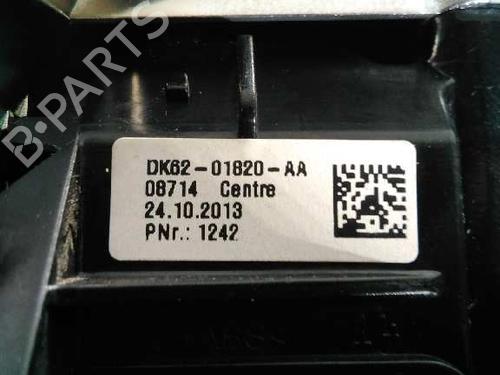 B-PARTS
DK62-01820-AA
08714 Centre
24.10.2013
PNr.: 1242